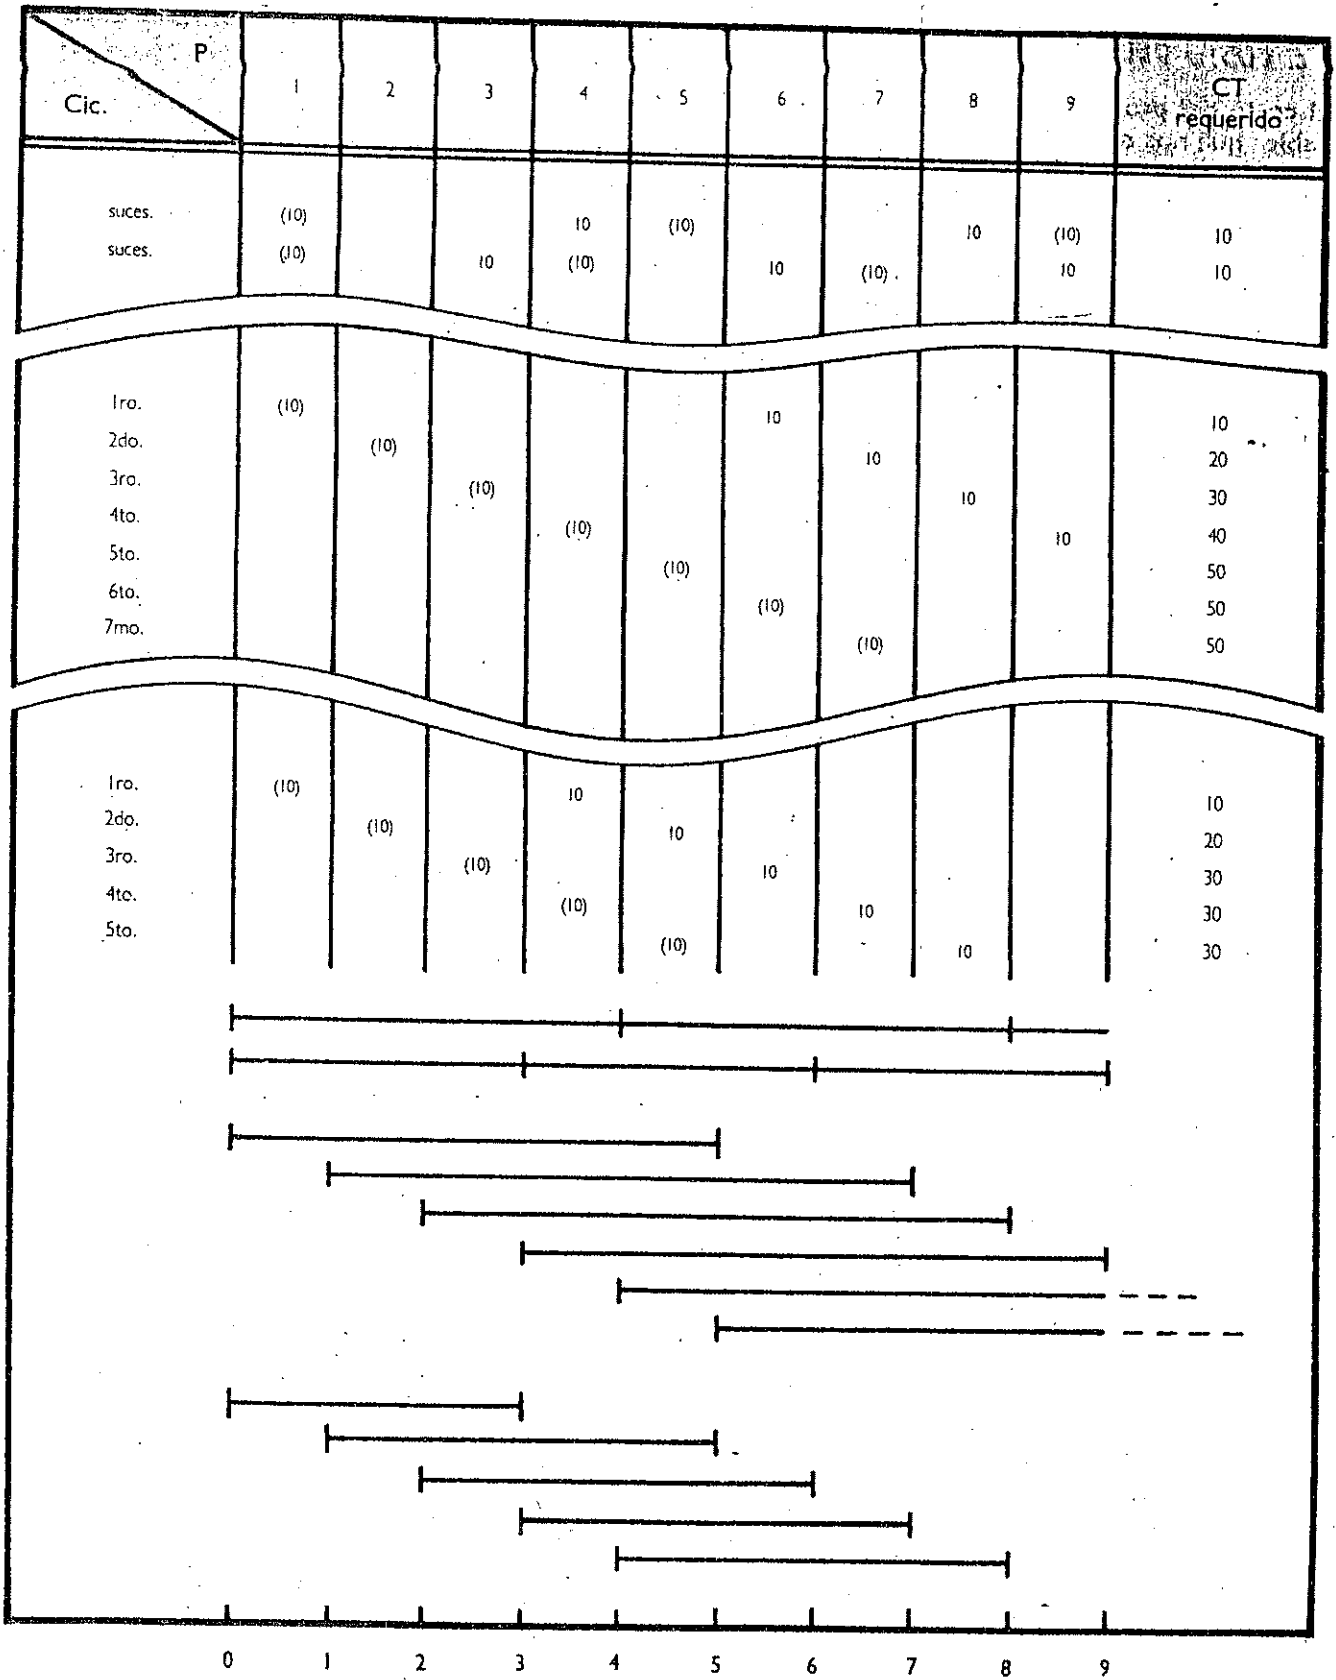 P
Cic. 1 2 3 4 5 6 7 8 9 CT requerido
suces. (10) 10 (10) 10 (10) 10
suces. (10) 10 (10) 10 (10) 10 10
1ro. (10) 10 10
2do. (10) 10 20
3ro. (10) 10 30
4to. (10) 10 40
5to. (10) 50
6to. (10) 50
7mo. (10) 50
1ro. (10) 10 10
2do. (10) 10 20
3ro. (10) 10 30
4to. (10) 10 30
5to. (10) 10 30
0 1 2 3 4 5 6 7 8 9